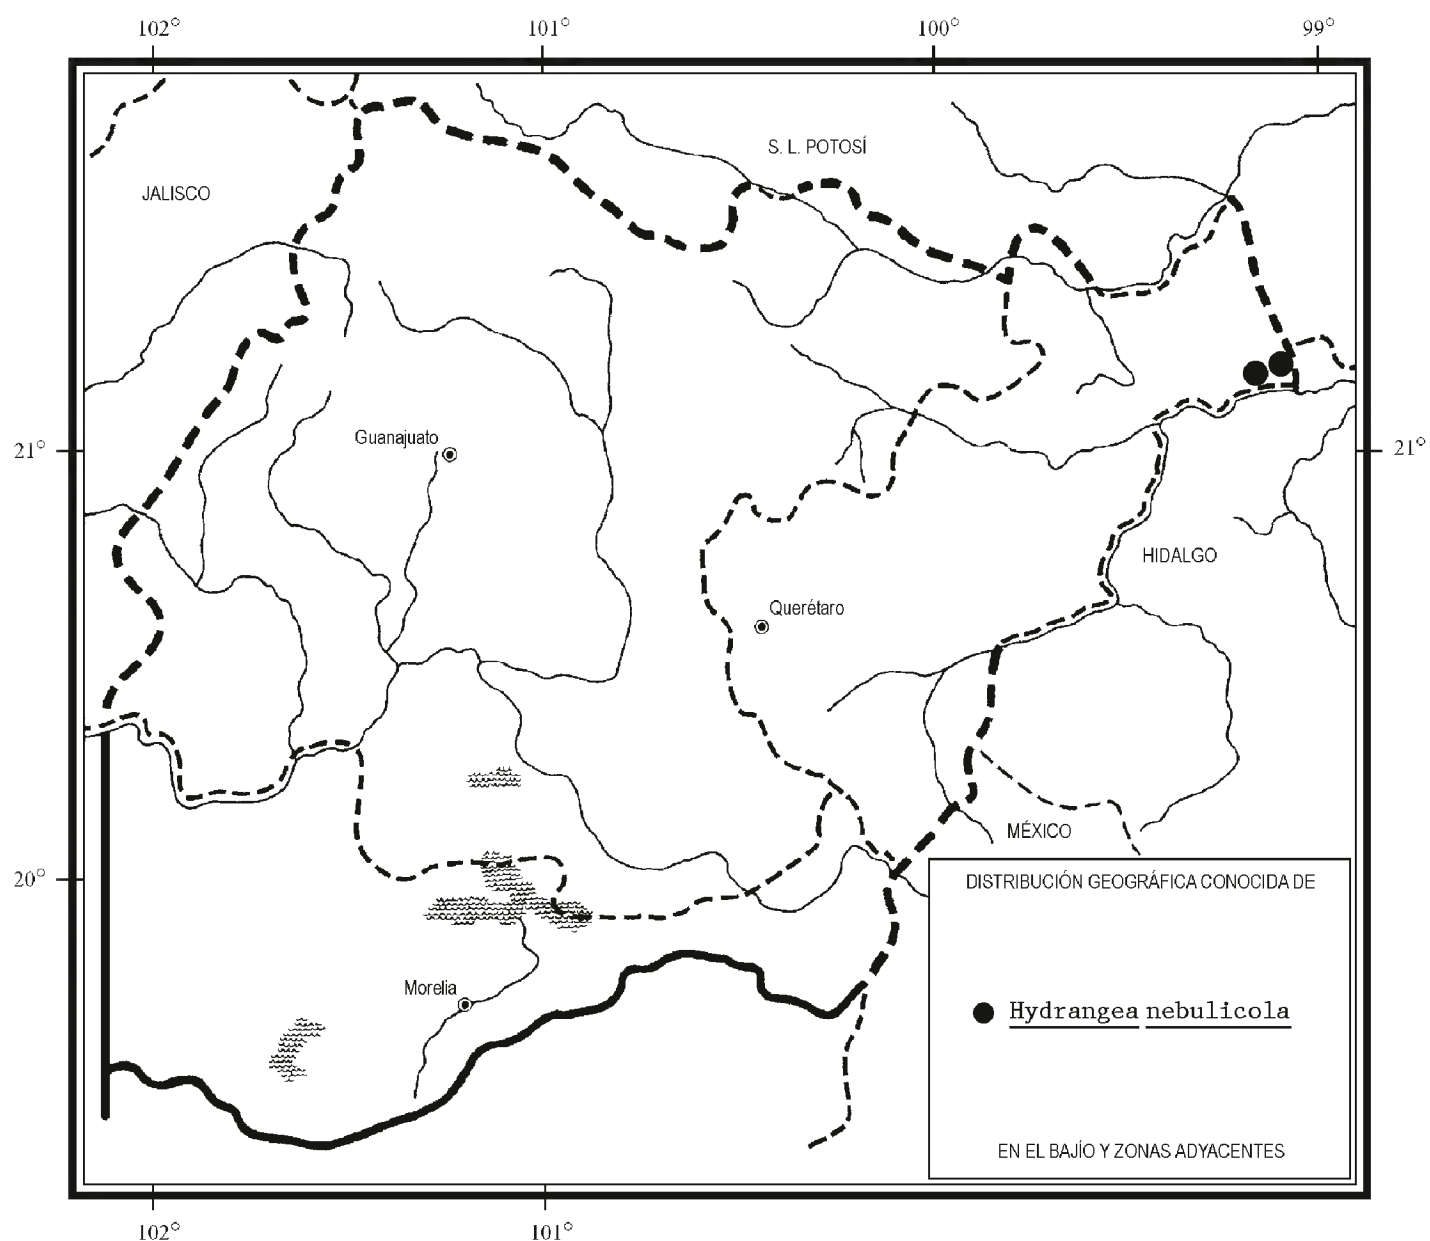 102° 101° 100° 99°
S. L. POTOSÍ
JALISCO
Guanajuato
21° 21°
HIDALGO
Querétaro
MÉXICO
20°
DISTRIBUCIÓN GEOGRÁFICA CONOCIDA DE
Morelia
Hydrangea nebulicola
EN EL BAJÍO Y ZONAS ADYACENTES
102° 101°